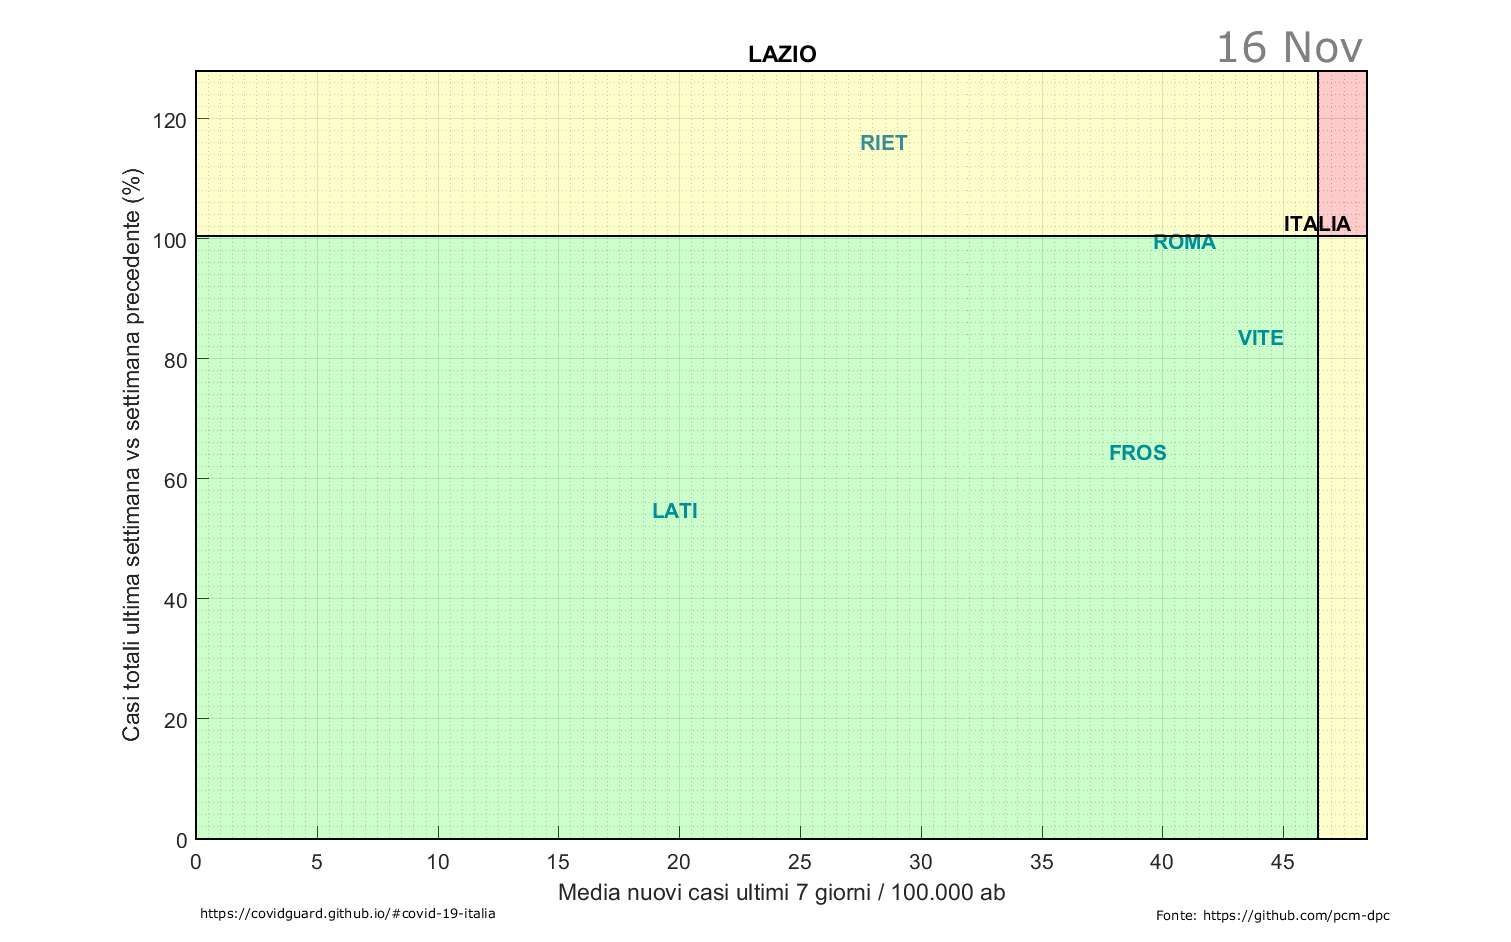 LAZIO
16 Nov
Casi totali ultima settimana vs settimana precedente (%)
120
100
80
60
40
20
0
RIET
ITALIA
ROMA
VITE
FROS
LATI
0 5 10 15 20 25 30 35 40 45
Media nuovi casi ultimi 7 giorni / 100.000 ab
https://covidguard.github.io/#covid-19-italia
Fonte: https://github.com/pcm-dpc